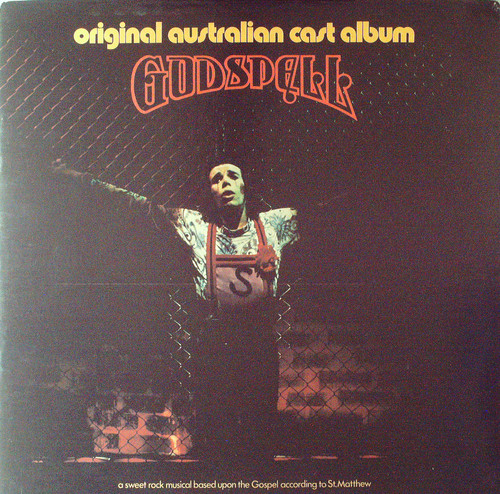 original australian cast album
GODSPELL
S
a sweet rock musical based upon the Gospel according to St.Matthew